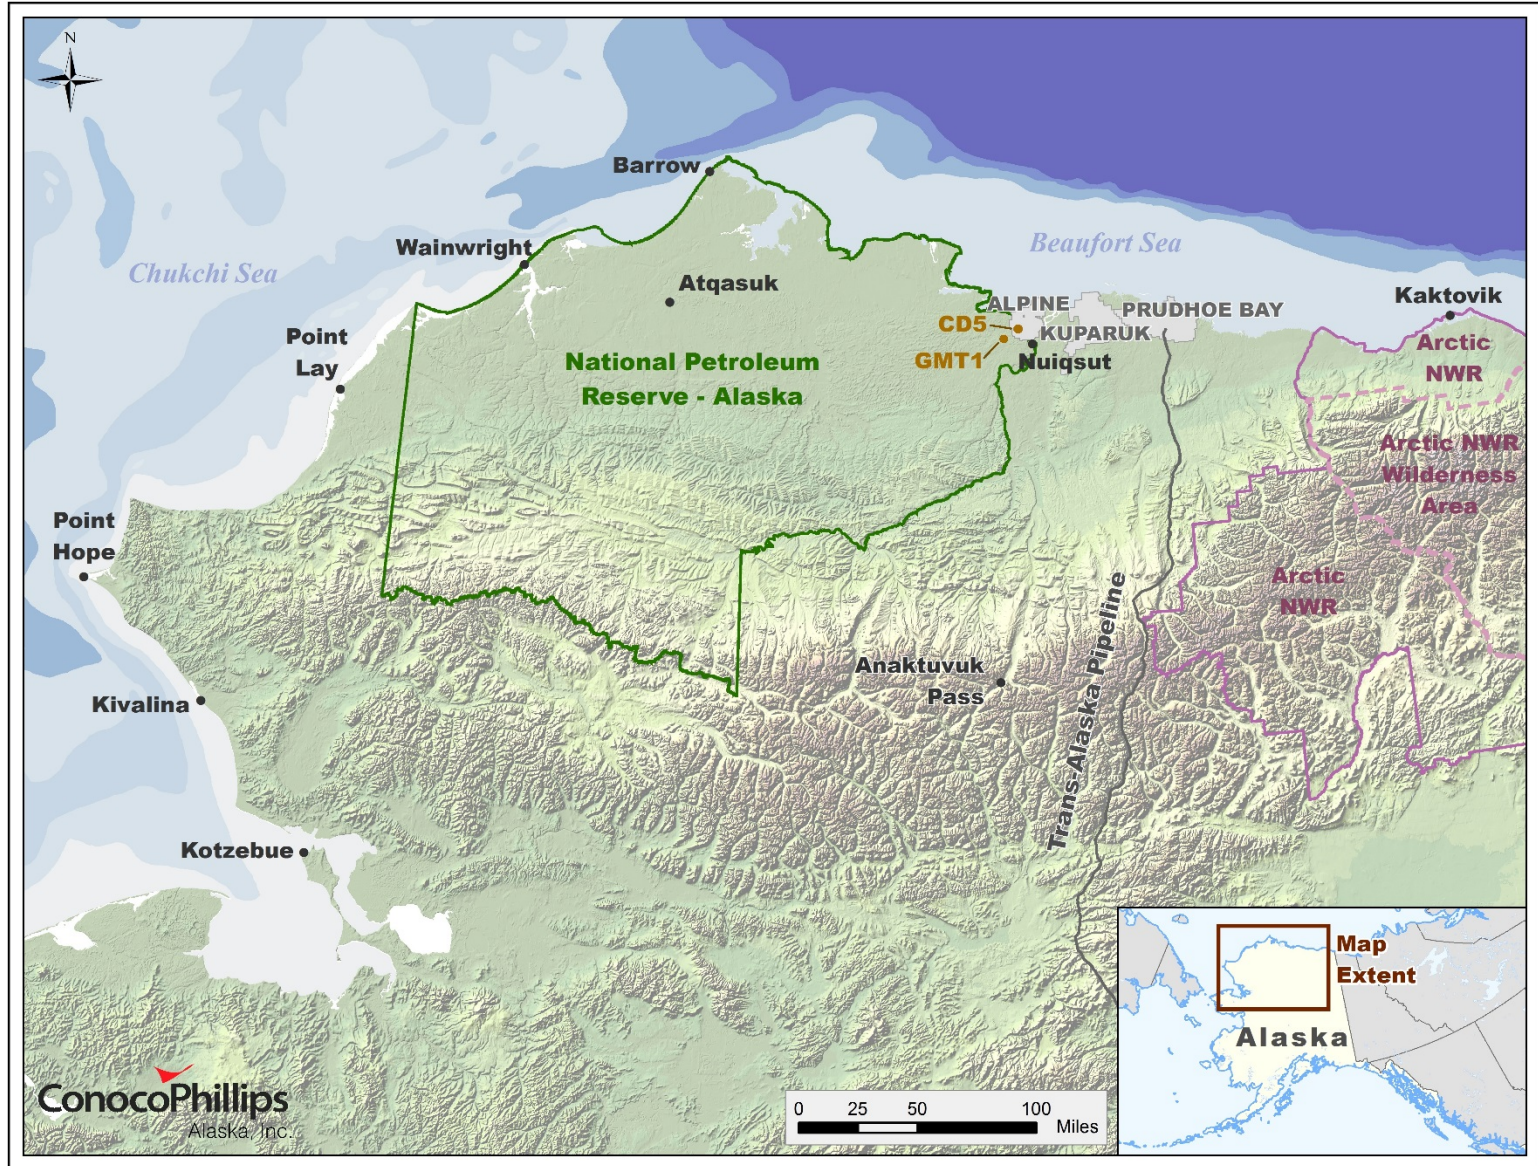 N
Barrow
Wainwright
Beaufort Sea
Chukchi Sea
Atqasuk
Kaktovik
ALPINE
PRUDHOE BAY
CD5
KUPARUK
GMT1
Nuiqsut
Point
Lay
National Petroleum
Reserve - Alaska
Arctic
NWR
Arctic NWR
Wilderness
Area
Point
Hope
Arctic
NWR
Trans-Alaska Pipeline
Anaktuvuk
Pass
Kivalina
Kotzebue
Map
Extent
Alaska
ConocoPhillips
Alaska, Inc.
0 25 50 100
Miles